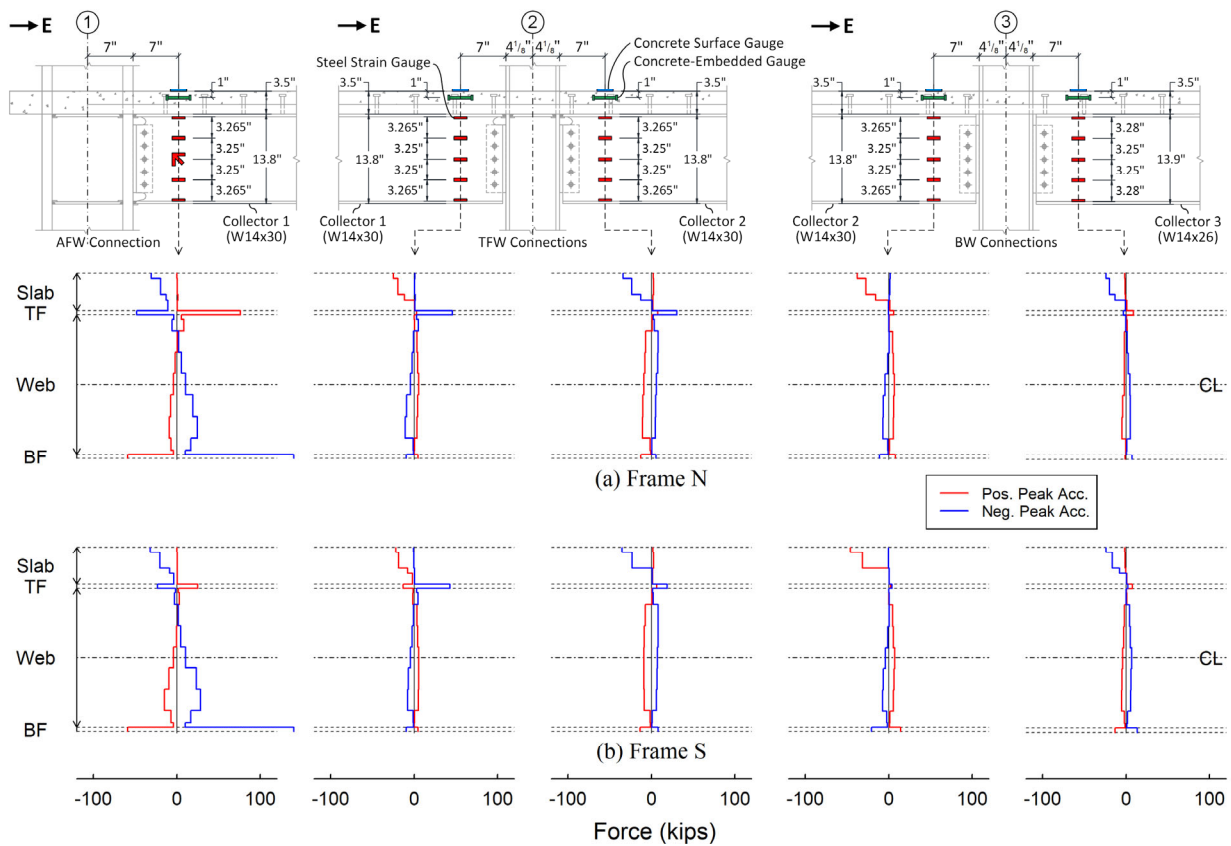 E
1
7"
7"
1"
3.5"
3.265"
3.25"
3.25"
3.265"
13.8"
Collector 1
(W14x30)
AFW Connection
E
2
7"
4 1/8"
4 1/8"
7"
Steel Strain Gauge
Concrete Surface Gauge
Concrete-Embedded Gauge
3.5"
1"
1"
3.5"
13.8"
3.265"
3.25"
3.25"
3.265"
3.265"
3.25"
3.25"
3.265"
13.8"
Collector 1
(W14x30)
TFW Connections
Collector 2
(W14x30)
E
3
7"
4 1/8"
4 1/8"
7"
3.5"
1"
1"
3.5"
13.8"
3.265"
3.25"
3.25"
3.265"
3.28"
3.25"
3.25"
3.28"
13.9"
Collector 2
(W14x30)
BW Connections
Collector 3
(W14x26)
Slab
TF
Web
CL
BF
(a) Frame N
Pos. Peak Acc.
Neg. Peak Acc.
Slab
TF
Web
CL
BF
(b) Frame S
-100 0 100 -100 0 100 -100 0 100 -100 0 100 -100 0 100
Force (kips)